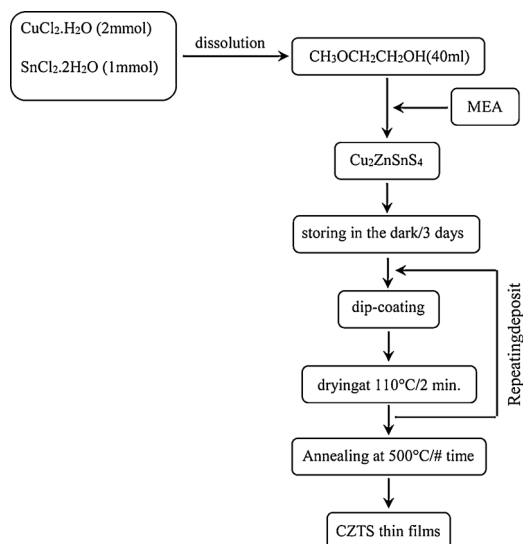 CuCl₂.H₂O (2mmol)
SnCl₂.2H₂O (1mmol)
dissolution
CH3OCH2CH2OH(40ml)
MEA
Cu₂ZnSnS₄
storing in the dark/3 days
dip-coating
dryingat 110°C/2 min.
Repeatingdeposit
Annealing at 500°C/# time
CZTS thin films